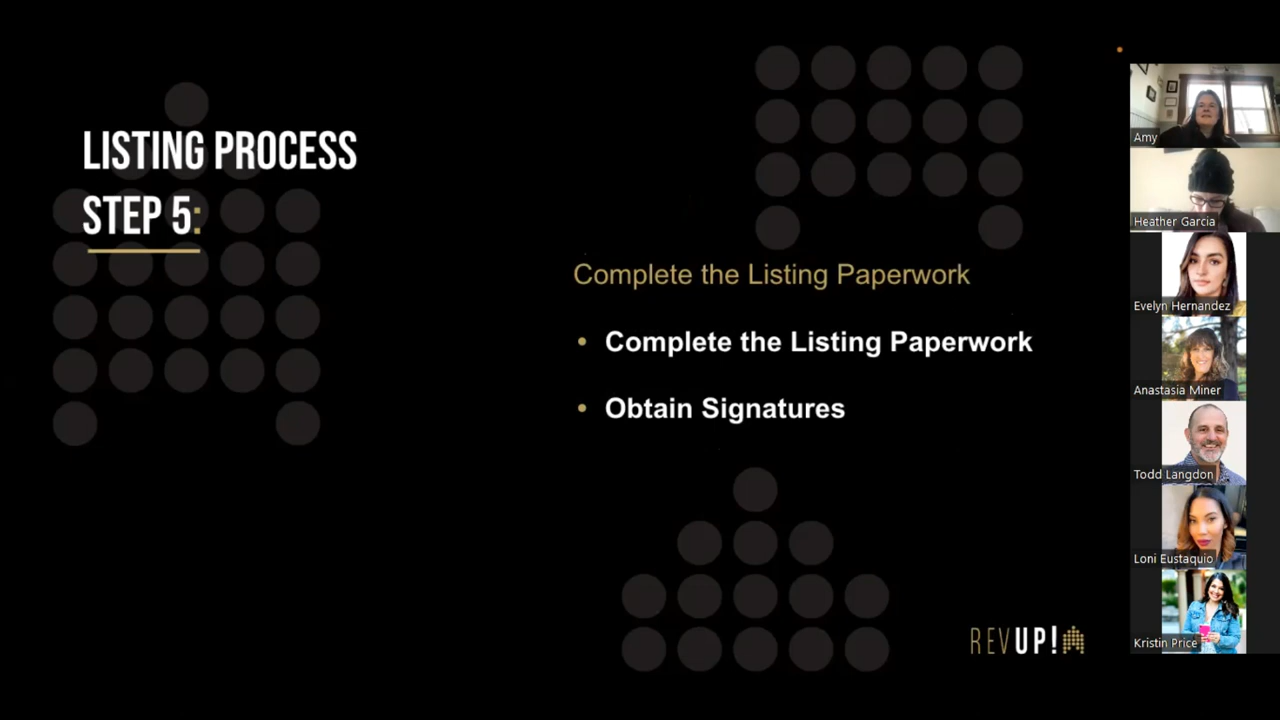 LISTING PROCESS
STEP 5:
Complete the Listing Paperwork
• Complete the Listing Paperwork
• Obtain Signatures
REVUP!
Amy
Heather Garcia
Evelyn Hernandez
Anastasia Miner
Todd Langdon
Loni Eustaquio
Kristin Price